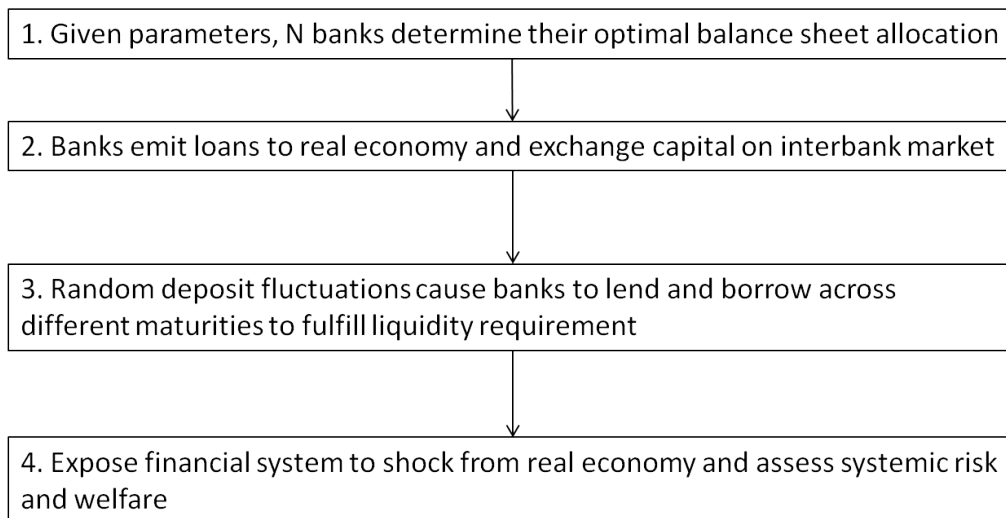 1. Given parameters, N banks determine their optimal balance sheet allocation
2. Banks emit loans to real economy and exchange capital on interbank market
3. Random deposit fluctuations cause banks to lend and borrow across
different maturities to fulfill liquidity requirement
4. Expose financial system to shock from real economy and assess systemic risk
and welfare